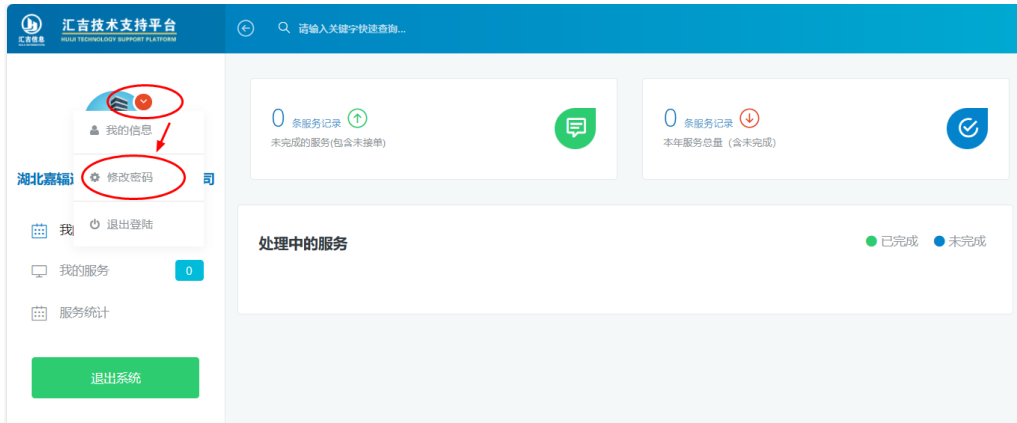 汇吉信息
汇吉技术支持平台
HUIJI TECHNOLOGY SUPPORT PLATFORM
请输入关键字快速查询...
我的信息
修改密码
湖北嘉辐
司
退出登陆
我
我的服务
0
服务统计
退出系统
0 条服务记录
未完成的服务(包含未接单)
0 条服务记录
本年服务总量 (含未完成)
处理中的服务
已完成
未完成